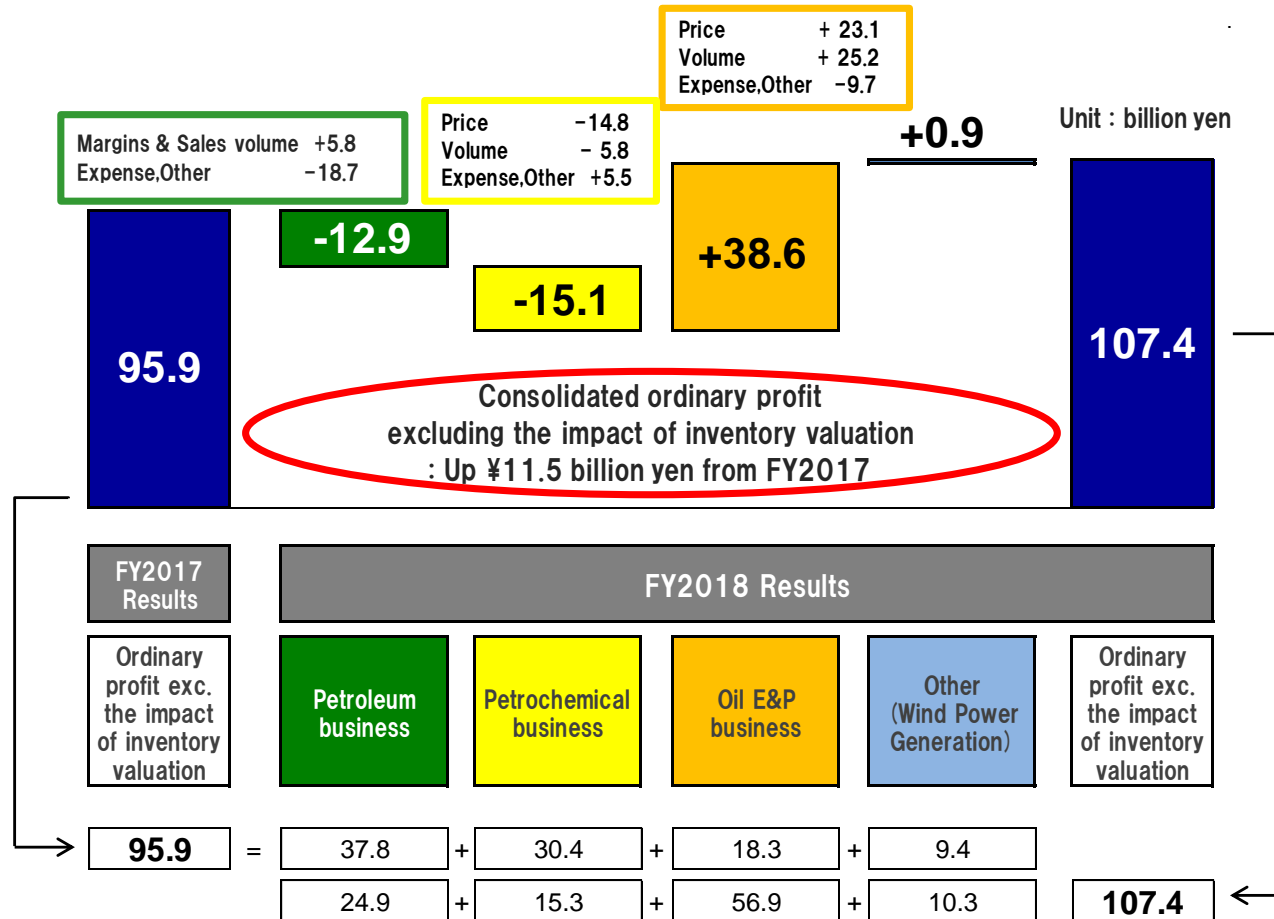 Price + 23.1
Volume + 25.2
Expense,Other -9.7
Margins & Sales volume +5.8
Expense,Other -18.7
Price -14.8
Volume - 5.8
Expense,Other +5.5
+0.9
Unit : billion yen
95.9
-12.9
-15.1
+38.6
107.4
Consolidated ordinary profit
excluding the impact of inventory valuation
: Up ¥11.5 billion yen from FY2017
FY2017
Results
FY2018 Results
Ordinary
profit exc.
the impact
of inventory
valuation
Petroleum
business
Petrochemical
business
Oil E&P
business
Other
(Wind Power
Generation)
Ordinary
profit exc.
the impact
of inventory
valuation
95.9 = 37.8 + 30.4 + 18.3 + 9.4
24.9 + 15.3 + 56.9 + 10.3 107.4